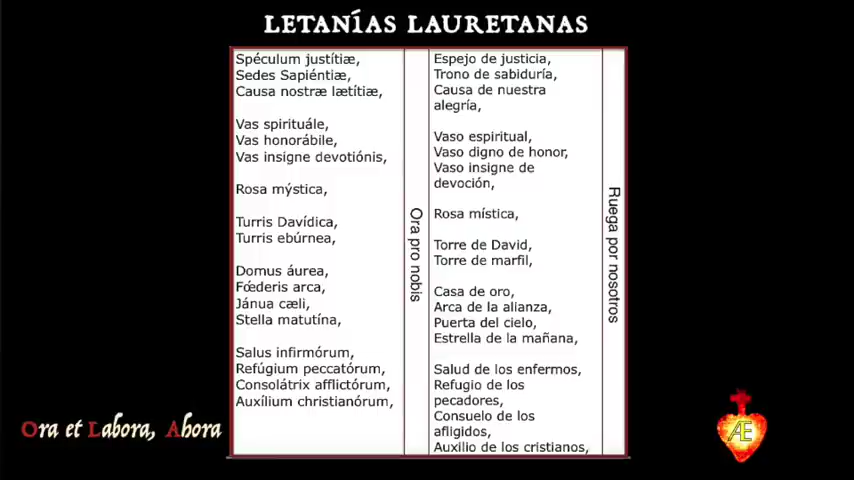 LETANÍAS LAURETANAS
Spéculum justítiæ,
Sedes Sapiéntiæ,
Causa nostræ lætítiæ,
Vas spirituále,
Vas honorábile,
Vas insigne devotiónis,
Rosa mýstica,
Turris Davídica,
Turris ebúrnea,
Domus áurea,
Fœ́deris arca,
Jánua cæli,
Stella matutína,
Salus infirmórum,
Refúgium peccatórum,
Consolátrix afflictórum,
Auxílium christianórum,
Ora pro nobis
Espejo de justicia,
Trono de sabiduría,
Causa de nuestra
alegría,
Vaso espiritual,
Vaso digno de honor,
Vaso insigne de
devoción,
Rosa mística,
Torre de David,
Torre de marfil,
Casa de oro,
Arca de la alianza,
Puerta del cielo,
Estrella de la mañana,
Salud de los enfermos,
Refugio de los
pecadores,
Consuelo de los
afligidos,
Auxilio de los cristianos,
Ruega por nosotros
Ora et Labora, Ahora
Æ